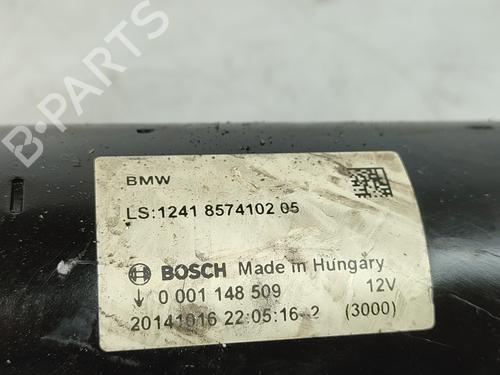 B-PARTS
BMW
LS:1241 8574102 05
BOSCH Made in Hungary
0 001 148 509 12V
20141016 22:05:16-2 (3000)